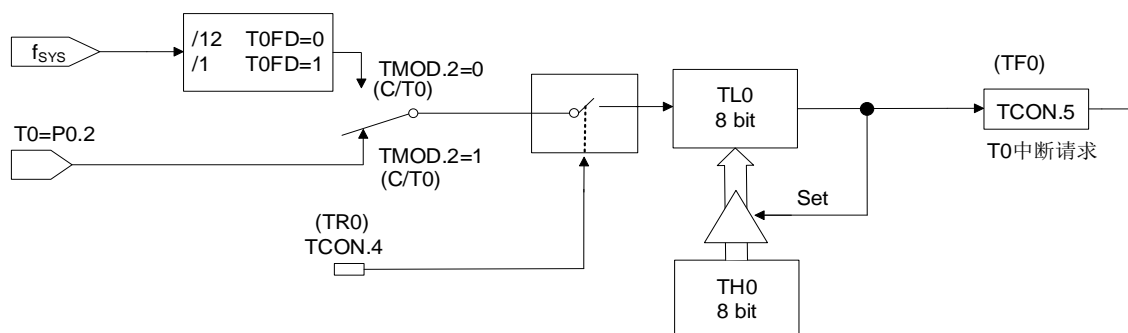 fSYS
/12 T0FD=0
/1 T0FD=1
TMOD.2=0
(C/T0)
T0=P0.2
TMOD.2=1
(C/T0)
(TR0)
TCON.4
TL0
8 bit
Set
TH0
8 bit
(TF0)
TCON.5
T0中断请求